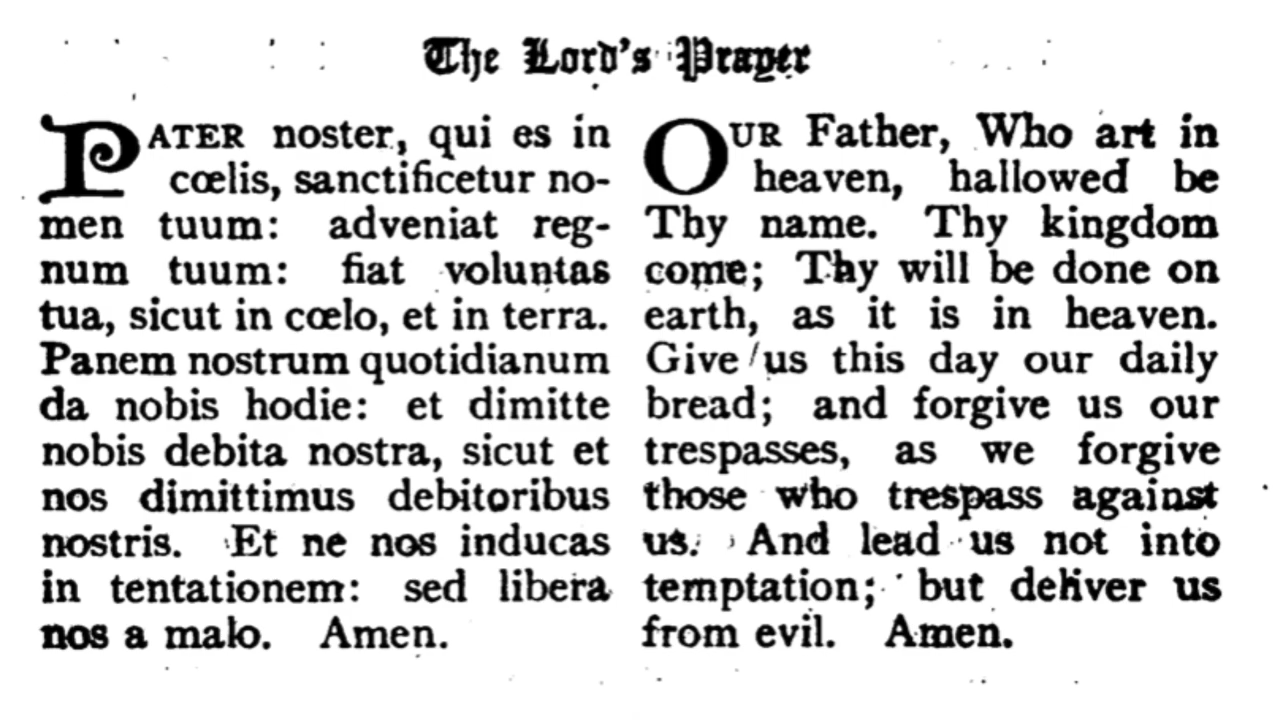 The Lord's Prayer
PATER noster, qui es in
cœlis, sanctificetur no-
men tuum: adveniat reg-
num tuum: fiat voluntas
tua, sicut in cœlo, et in terra.
Panem nostrum quotidianum
da nobis hodie: et dimitte
nobis debita nostra, sicut et
nos dimittimus debitoribus
nostris. Et ne nos inducas
in tentationem: sed libera
nos a malo. Amen.
OUR Father, Who art in
heaven, hallowed be
Thy name. Thy kingdom
come; Thy will be done on
earth, as it is in heaven.
Give us this day our daily
bread; and forgive us our
trespasses, as we forgive
those who trespass against
us. And lead us not into
temptation; but deliver us
from evil. Amen.